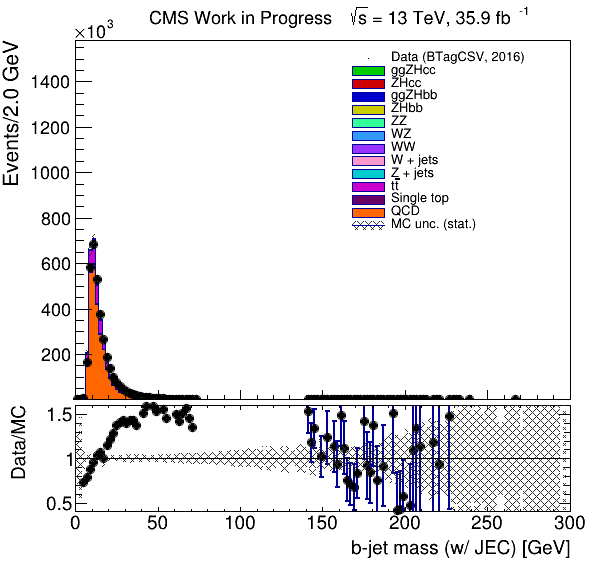 CMS Work in Progress √s = 13 TeV, 35.9 fb⁻¹
×10³
Events/2.0 GeV
1400
1200
1000
800
600
400
200
Data (BTagCSV, 2016)
ggZHcc
ZHcc
ggZHbb
ZHbb
ZZ
WZ
WW
W + jets
Z + jets
tt̅
Single top
QCD
MC unc. (stat.)
Data/MC
1.5
1
0.5
0 50 100 150 200 250 300
b-jet mass (w/ JEC) [GeV]